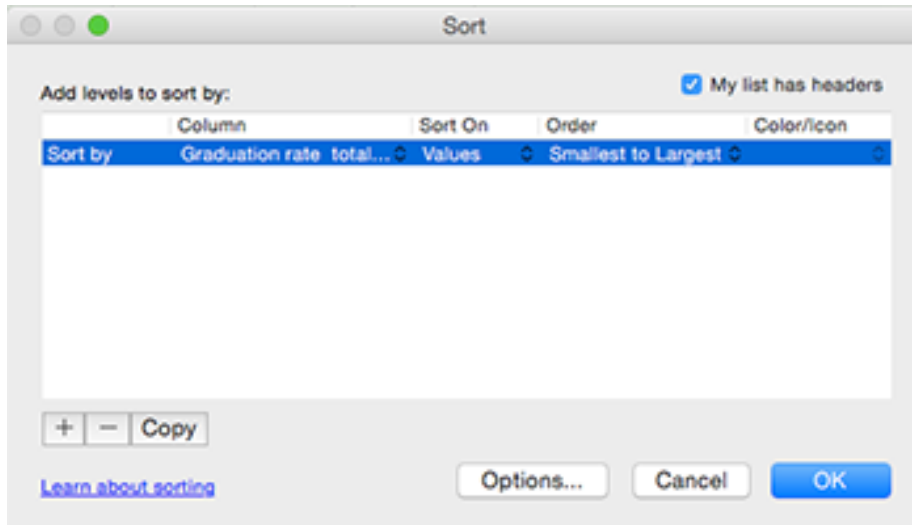 Sort
Add levels to sort by:
My list has headers
Column Sort On Order Color/Icon
Sort by Graduation rate total... Values Smallest to Largest
+ − Copy
Learn about sorting
Options... Cancel OK